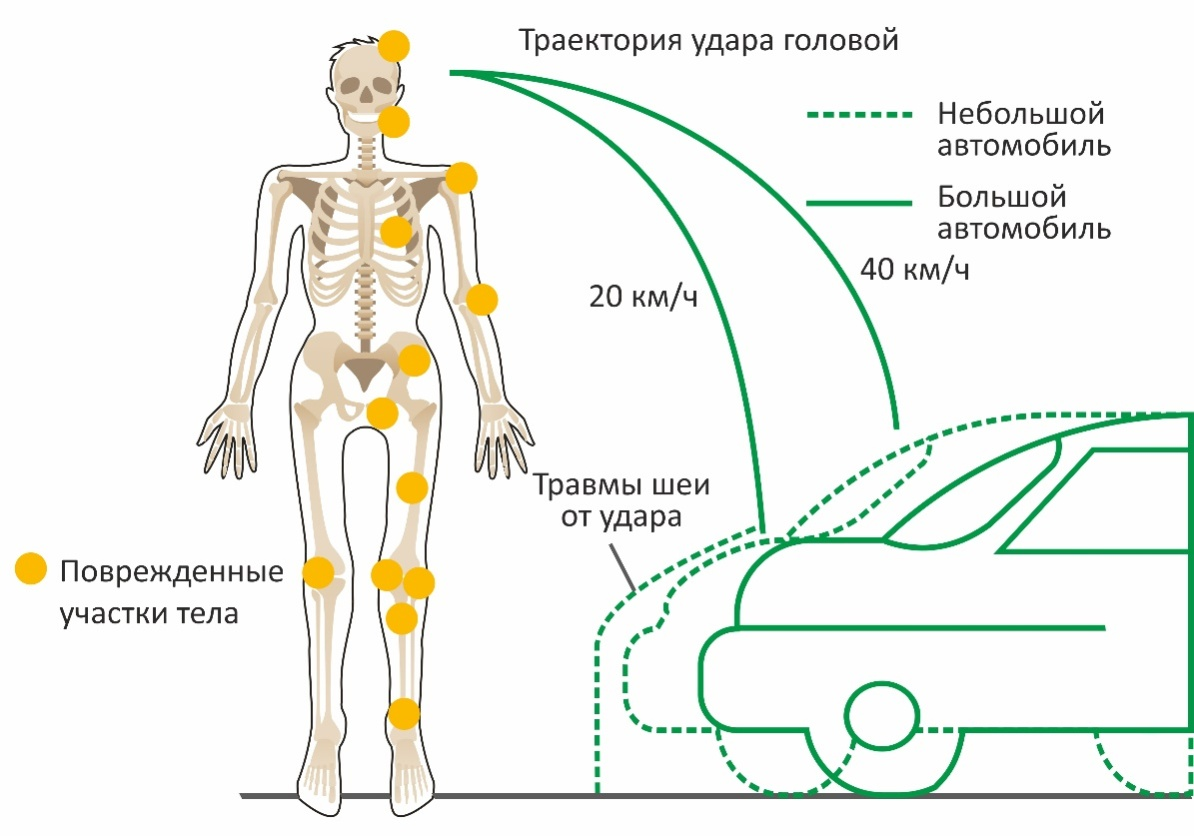 Траектория удара головой
Небольшой
автомобиль
Большой
автомобиль
40 км/ч
20 км/ч
Травмы шеи
от удара
Поврежденные
участки тела